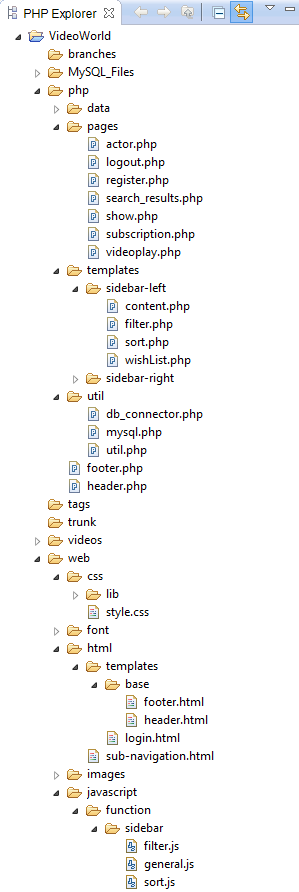 PHP Explorer
VideoWorld
branches
MySQL_Files
php
data
pages
actor.php
logout.php
register.php
search_results.php
show.php
subscription.php
videoplay.php
templates
sidebar-left
content.php
filter.php
sort.php
wishList.php
sidebar-right
util
db_connector.php
mysql.php
util.php
footer.php
header.php
tags
trunk
videos
web
css
lib
style.css
font
html
templates
base
footer.html
header.html
login.html
sub-navigation.html
images
javascript
function
sidebar
filter.js
general.js
sort.js